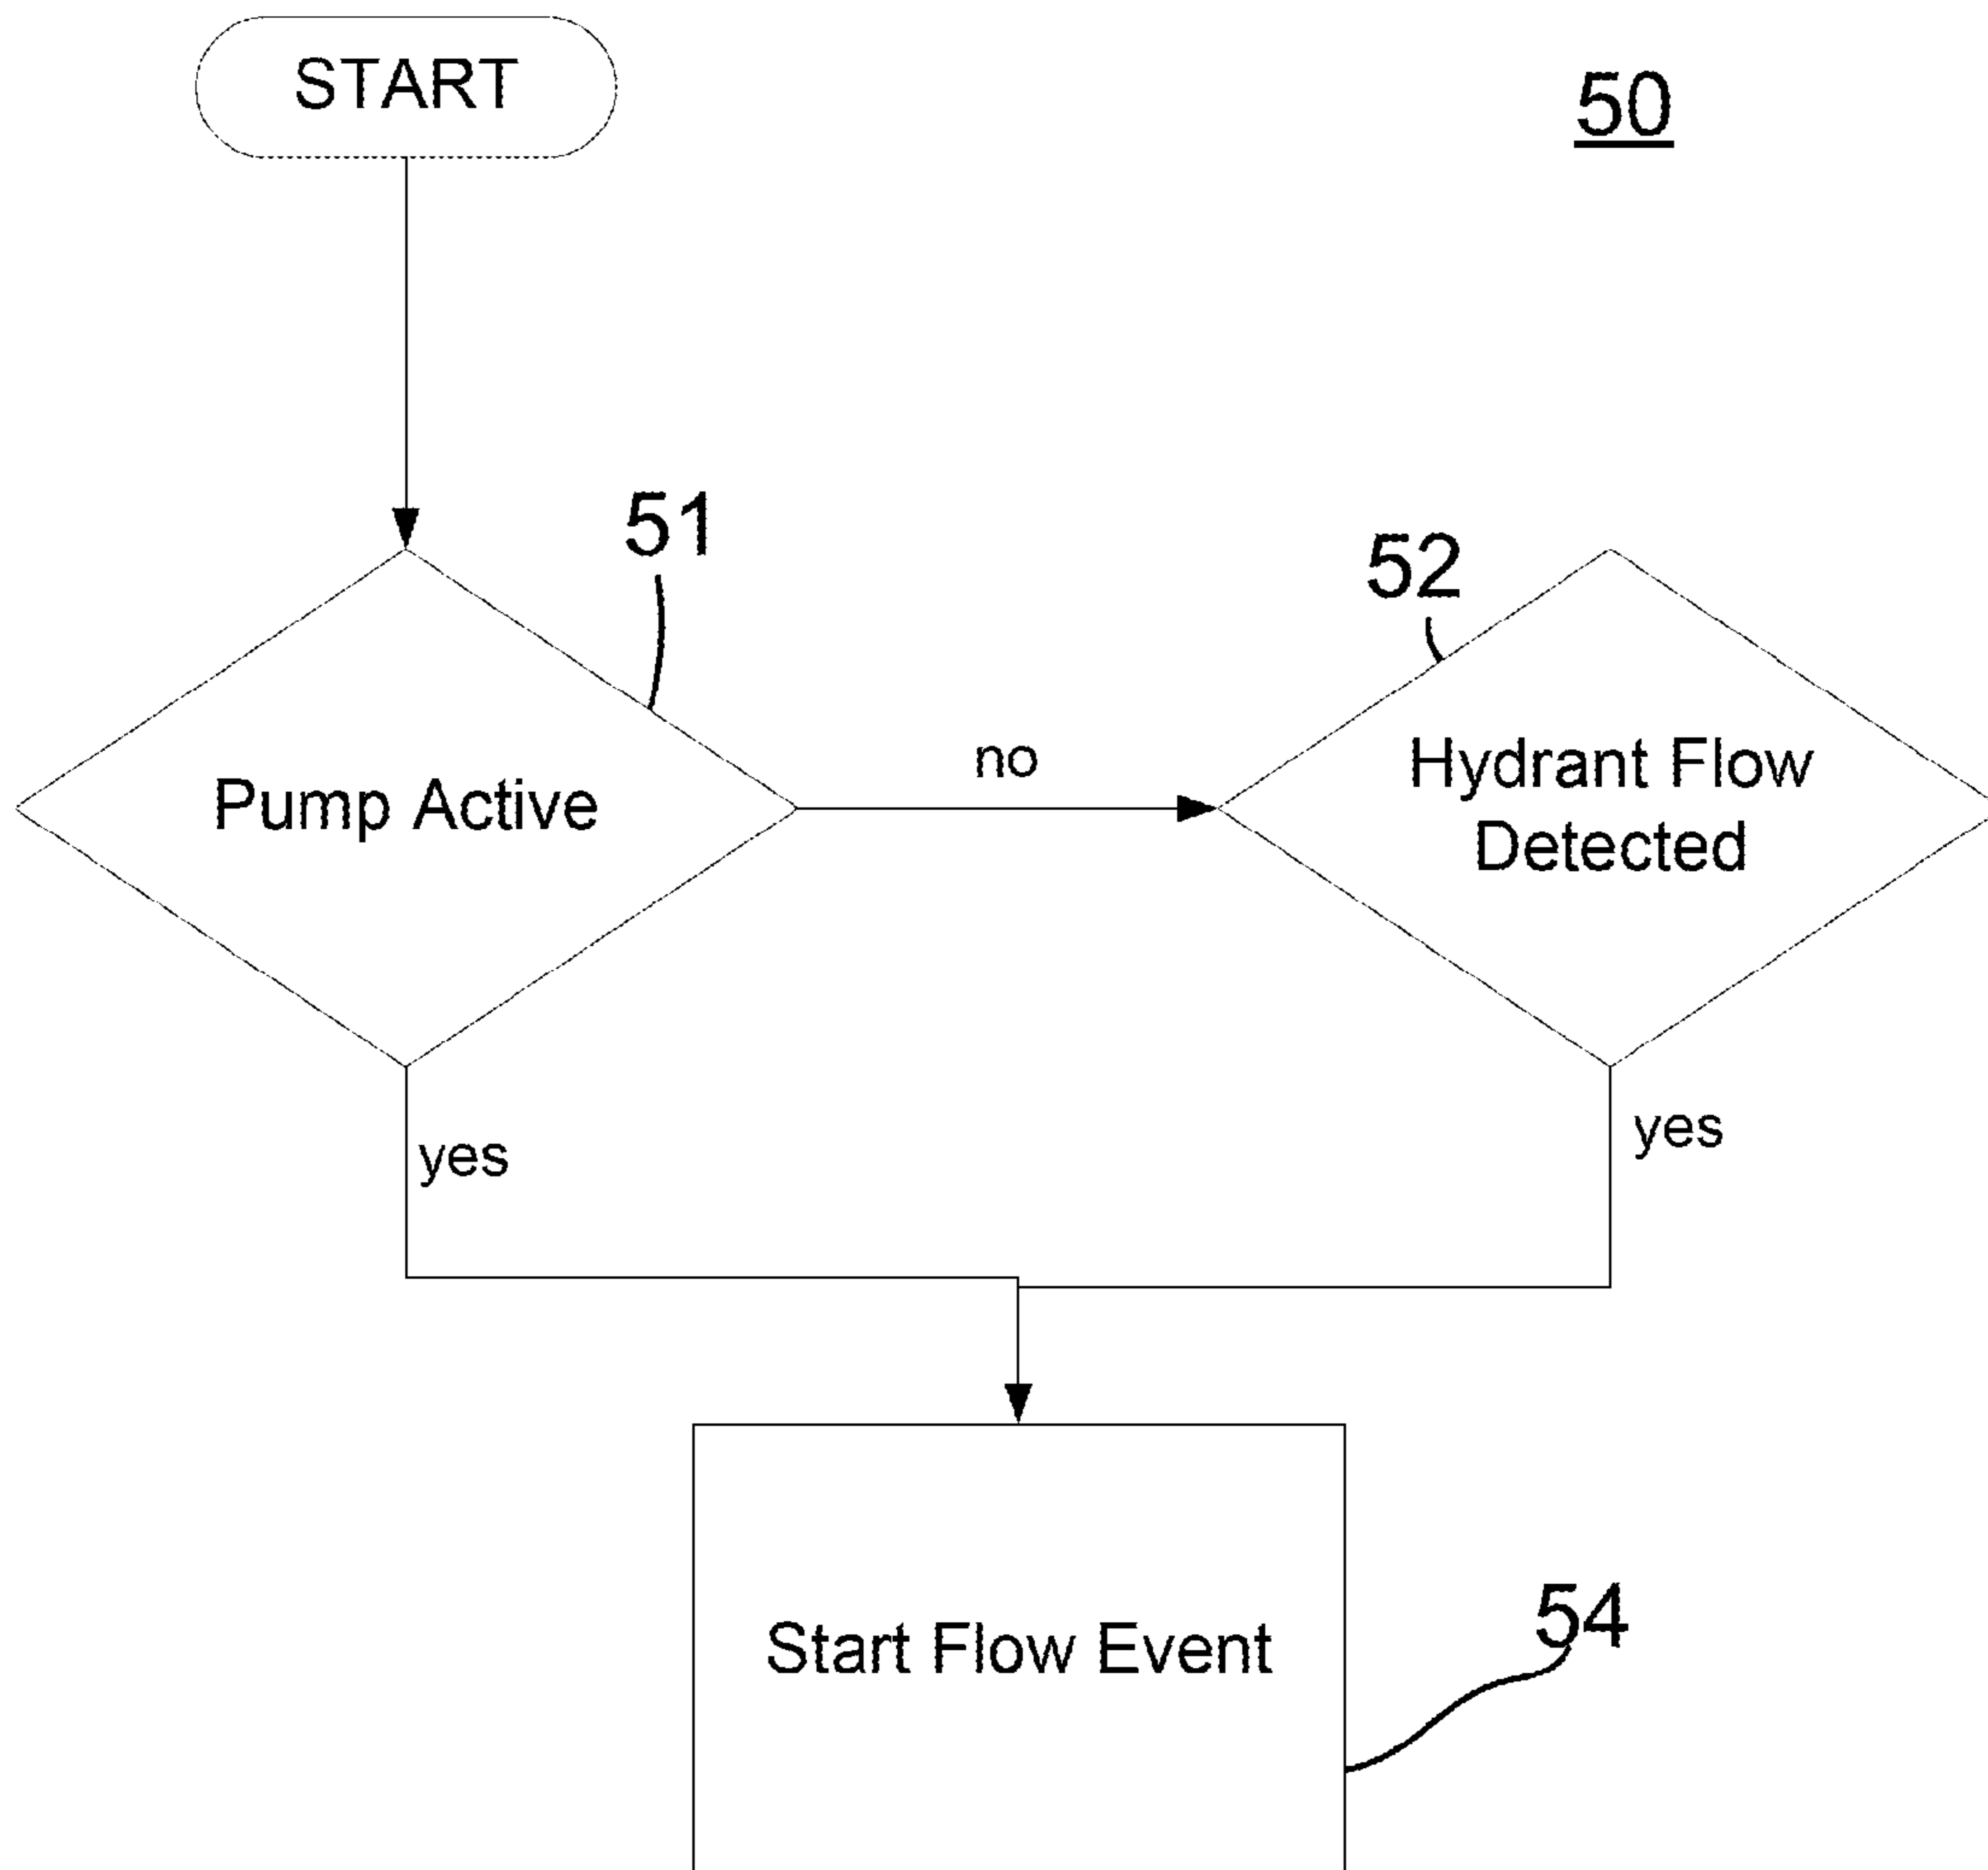 START
50
51
52
Pump Active
no
Hydrant Flow
Detected
yes
yes
Start Flow Event
54